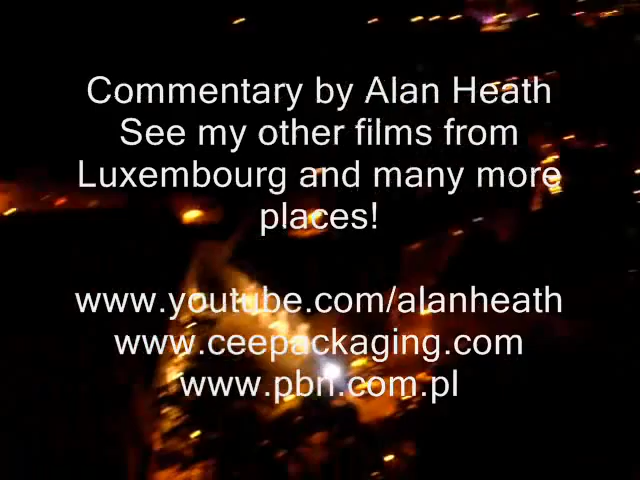 Commentary by Alan Heath
See my other films from
Luxembourg and many more
places!
www.youtube.com/alanheath
www.ceepackaging.com
www.pbn.com.pl